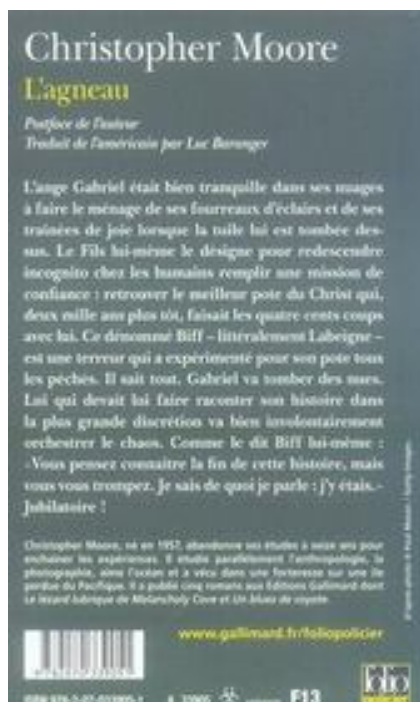 Christopher Moore
L'agneau
Postface de l'auteur
Traduit de l'américain par Luc Baranger
L'ange Gabriel était bien tranquille dans ses nuages
à faire le ménage de ses fourreaux d'éclairs et de ses
traînées de joie lorsque la tuile lui est tombée des-
sus. Le Fils lui-même le désigne pour redescendre
incognito chez les humains remplir une mission de
confiance : retrouver le meilleur pote du Christ qui,
deux mille ans plus tôt, faisait les quatre cents coups
avec lui. Ce dénommé Biff – littéralement Labeigne –
est une terreur qui a expérimenté pour son pote tous
les péchés. Il sait tout. Gabriel va tomber des nues.
Lui qui devait lui faire raconter son histoire dans
la plus grande discrétion va bien involontairement
orchestrer le chaos. Comme le dit Biff lui-même :
«Vous pensez connaître la fin de cette histoire, mais
vous vous trompez. Je sais de quoi je parle : j'y étais.»
Jubilatoire !
Christopher Moore, né en 1957, abandonne ses études à seize ans pour
enchaîner les expériences. Il étudie parallèlement l'anthropologie, la
photographie, aime l'océan et a vécu dans une forteresse sur une île
perdue du Pacifique. Il a publié cinq romans aux Éditions Gallimard dont
Le lézard lubrique de Melancholy Cove et Un blues de coyote.
www.gallimard.fr/foliopolicier
F13
folio
policier